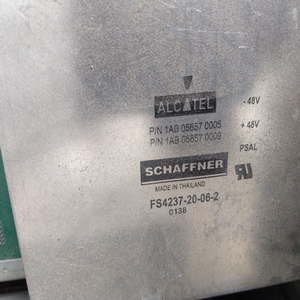 ALCATEL
- 48V
P/N 1AB 05657 0005
+ 48V
P/N 1AB 05657 0009
PSAL
SCHAFFNER
MADE IN THAILAND
FS4237-20-06-2
0138